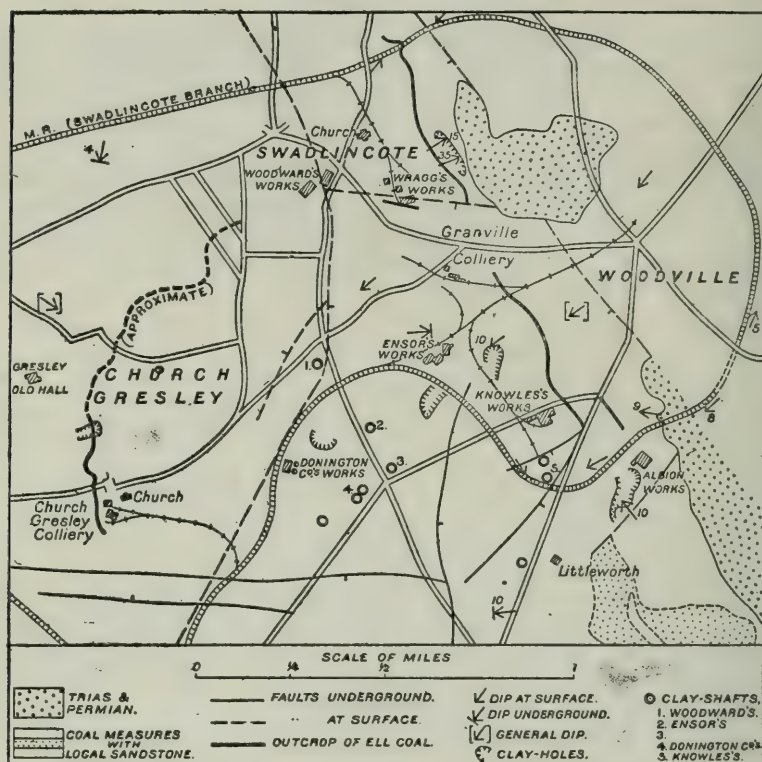 M.R. (SWADLINCOTE BRANCH)
Church
SWADLINCOTE
WOODWARD'S
WORKS
WRAGG'S
WORKS
15
35
Granville
Colliery
WOODVILLE
(APPROXIMATE)
5
5
10
ENSORS
WORKS
GRESLEY
OLD HALL
CHURCH
GRESLEY
1.
2.
3.
4.
5.
KNOWLES'S
WORKS
9
8
DONINGTON
CO'S WORKS
ALBION
WORKS
10
Church
Church
Gresley
Colliery
Littleworth
10
SCALE OF MILES
0 ¼ ½ 1
TRIAS &
PERMIAN.
COAL MEASURES
WITH
LOCAL SANDSTONE.
FAULTS UNDERGROUND.
'' AT SURFACE.
OUTCROP OF ELL COAL.
DIP AT SURFACE.
DIP UNDERGROUND.
GENERAL DIP.
CLAY-HOLES.
CLAY-SHAFTS,
1. WOODWARD'S.
2. ENSOR'S
3.
4. DONINGTON CO'S.
5. KNOWLES'S.